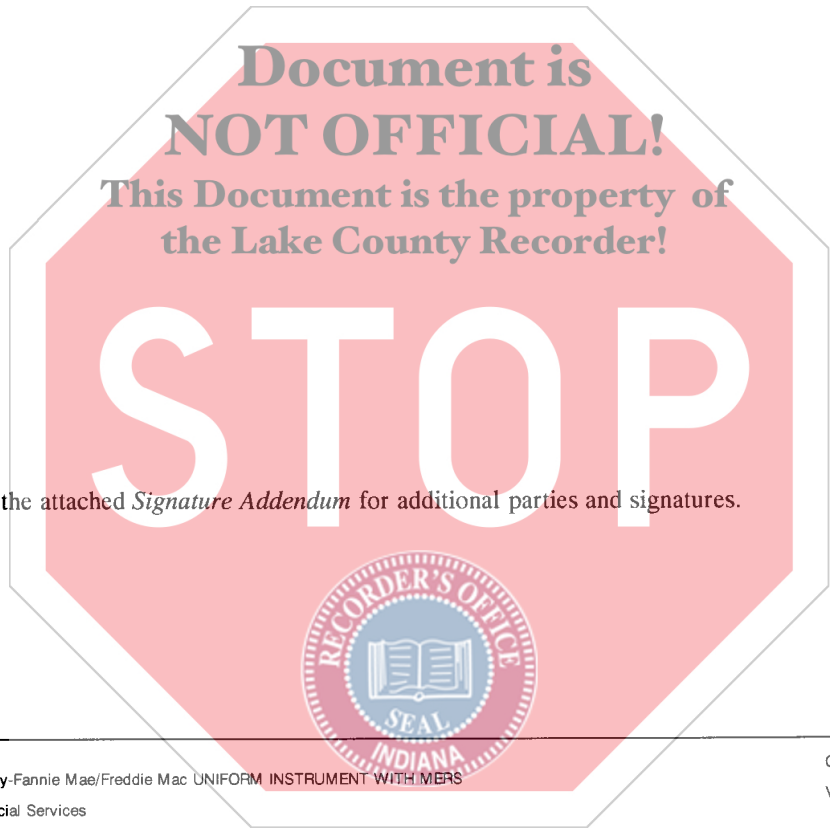 Document is
NOT OFFICIAL!
This Document is the property of
the Lake County Recorder!
STOP
the attached Signature Addendum for additional parties and signatures.
RECORDER'S OFFICE
SEAL
INDIANA
y-Fannie Mae/Freddie Mac UNIFORM INSTRUMENT WITH MERS
cial Services